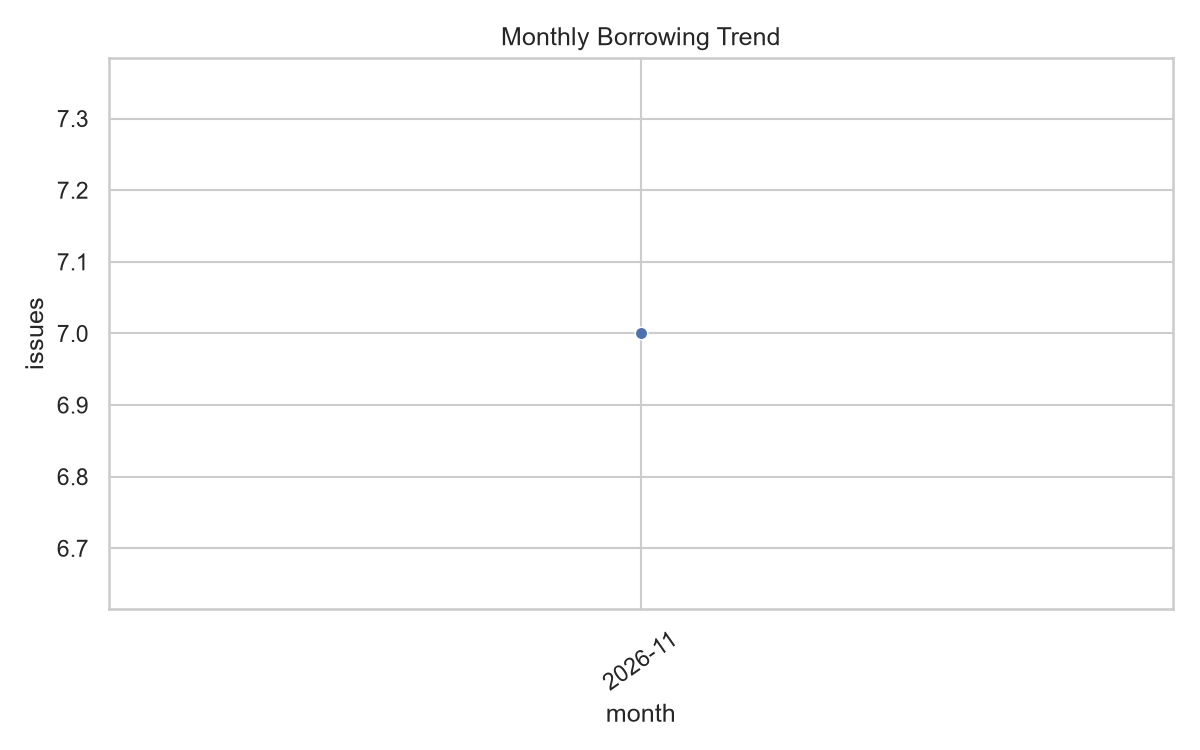 Monthly Borrowing Trend
7.3
7.2
7.1
7.0
6.9
6.8
6.7
issues
2026-11
month